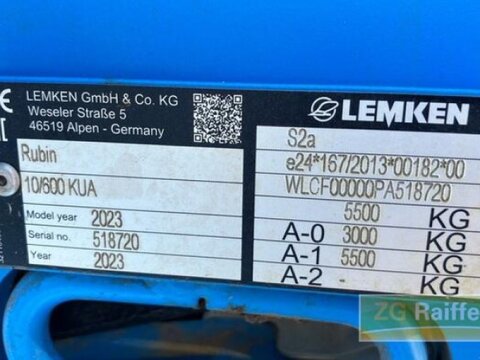 LEMKEN GmbH & Co. KG
Weseler Straße 5
46519 Alpen - Germany
Rubin
10/600 KUA
Model year 2023
Serial no. 518720
Year 2023
LEMKEN
S2a
e24*167/2013*00182*00
WLCF00000PA518720
5500 KG
A-0 3000 KG
A-1 5500 KG
A-2 - KG
ZG Raiffe